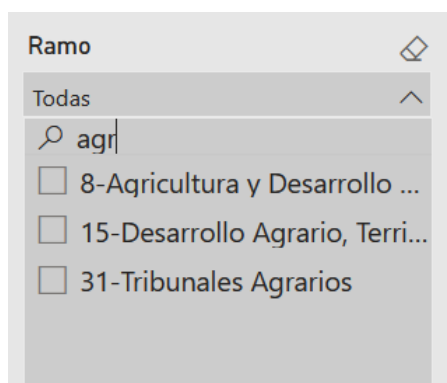 Ramo
Todas
agr
8-Agricultura y Desarrollo ...
15-Desarrollo Agrario, Terri...
31-Tribunales Agrarios